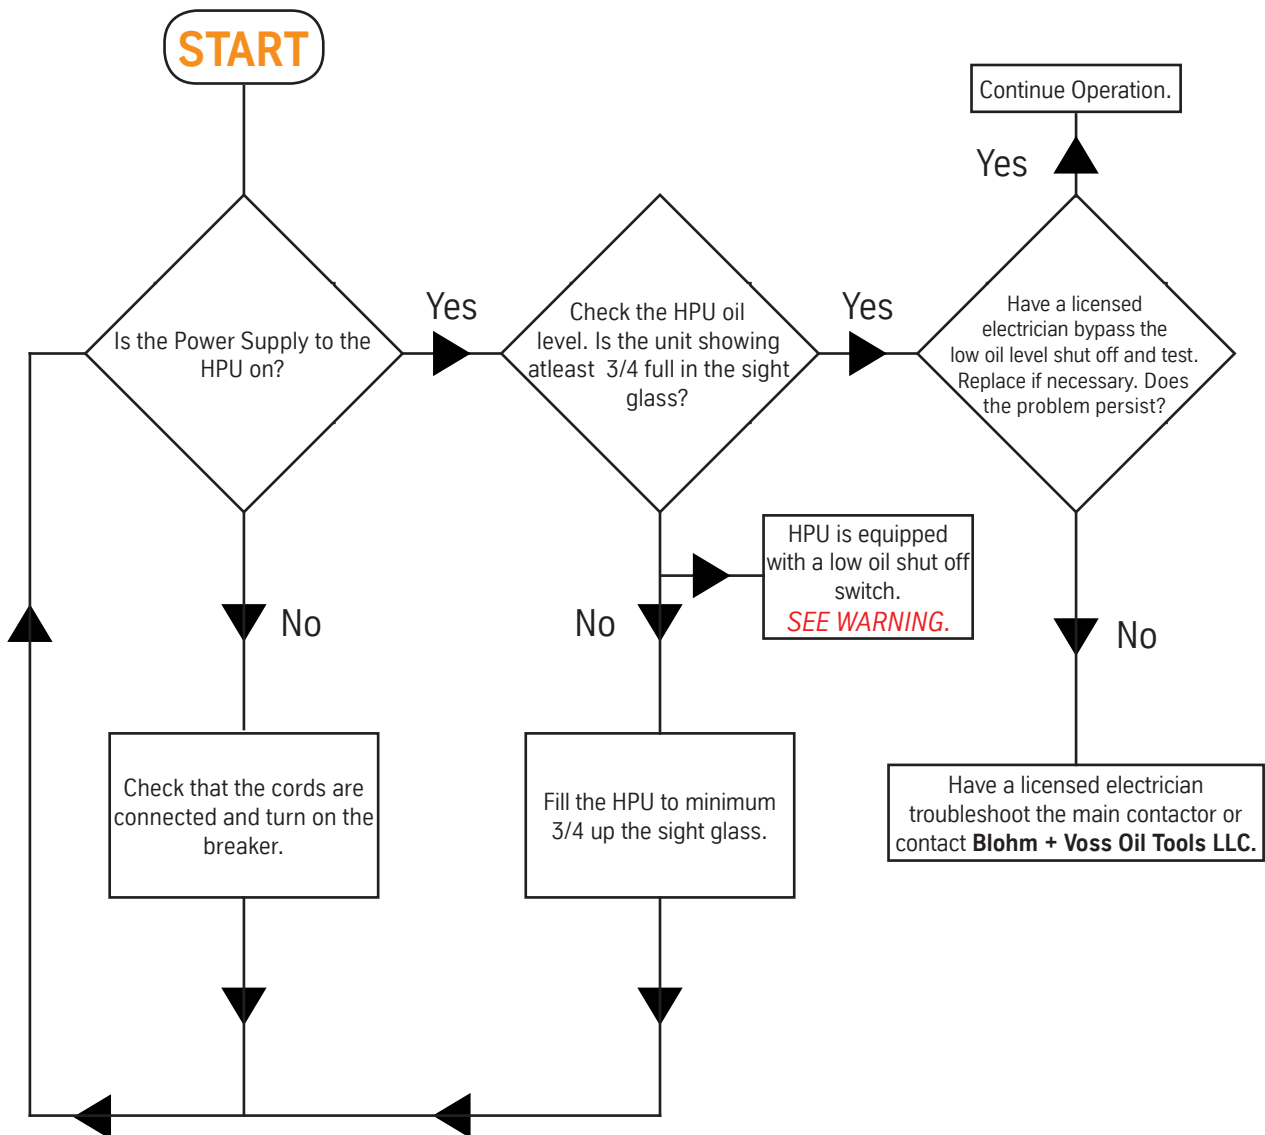 START
Is the Power Supply to the
HPU on?
Yes
Check the HPU oil
level. Is the unit showing
atleast 3/4 full in the sight
glass?
Yes
Have a licensed
electrician bypass the
low oil level shut off and test.
Replace if necessary. Does
the problem persist?
Yes
Continue Operation.
No
Check that the cords are
connected and turn on the
breaker.
No
HPU is equipped
with a low oil shut off
switch.
SEE WARNING.
Fill the HPU to minimum
3/4 up the sight glass.
No
Have a licensed electrician
troubleshoot the main contactor or
contact Blohm + Voss Oil Tools LLC.